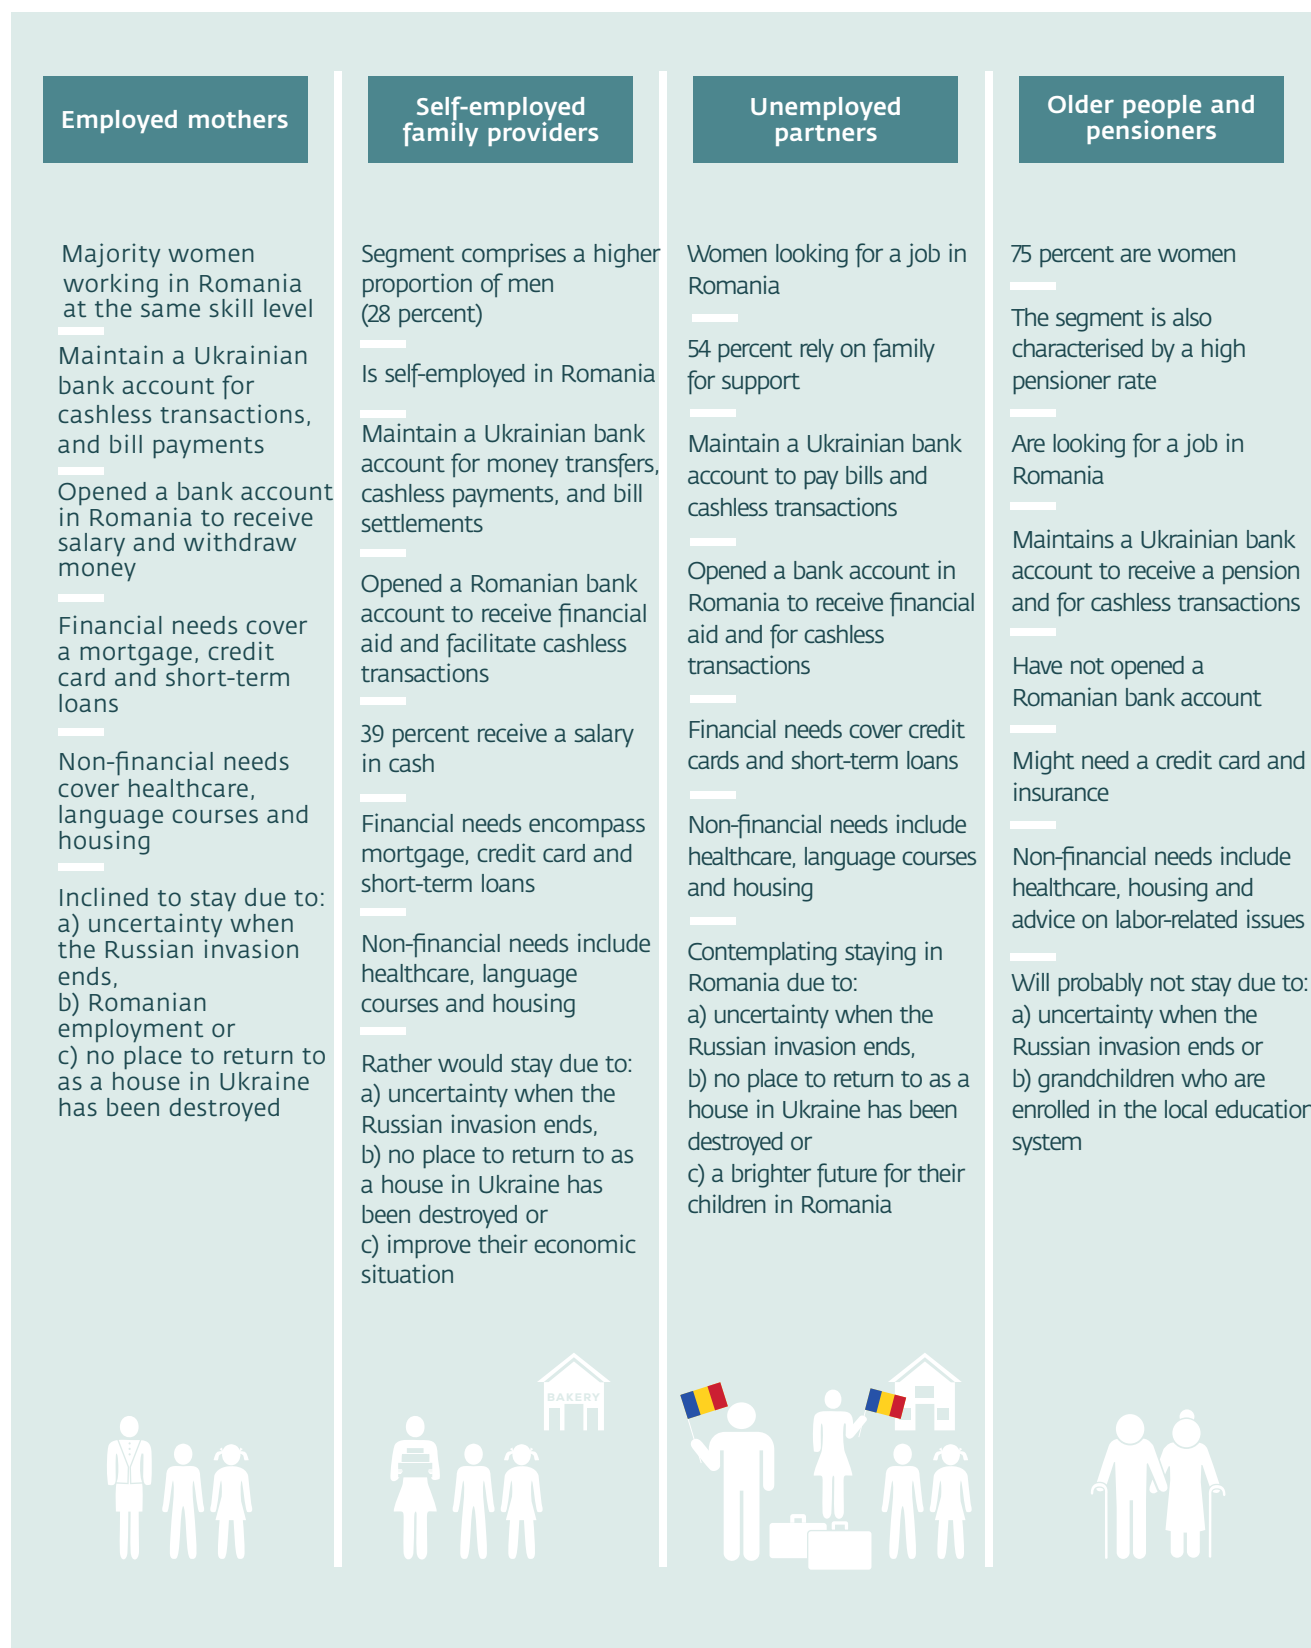 Employed mothers
Majority women
working in Romania
at the same skill level
Maintain a Ukrainian
bank account for
cashless transactions,
and bill payments
Opened a bank account
in Romania to receive
salary and withdraw
money
Financial needs cover
a mortgage, credit
card and short-term
loans
Non-financial needs
cover healthcare,
language courses and
housing
Inclined to stay due to:
a) uncertainty when
the Russian invasion
ends,
b) Romanian
employment or
c) no place to return to
as a house in Ukraine
has been destroyed
Self-employed
family providers
Segment comprises a higher
proportion of men
(28 percent)
Is self-employed in Romania
Maintain a Ukrainian bank
account for money transfers,
cashless payments, and bill
settlements
Opened a Romanian bank
account to receive financial
aid and facilitate cashless
transactions
39 percent receive a salary
in cash
Financial needs encompass
mortgage, credit card and
short-term loans
Non-financial needs include
healthcare, language
courses and housing
Rather would stay due to:
a) uncertainty when the
Russian invasion ends,
b) no place to return to as
a house in Ukraine has
been destroyed or
c) improve their economic
situation
BAKERY
Unemployed
partners
Women looking for a job in
Romania
54 percent rely on family
for support
Maintain a Ukrainian bank
account to pay bills and
cashless transactions
Opened a bank account in
Romania to receive financial
aid and for cashless
transactions
Financial needs cover credit
cards and short-term loans
Non-financial needs include
healthcare, language courses
and housing
Contemplating staying in
Romania due to:
a) uncertainty when the
Russian invasion ends,
b) no place to return to as a
house in Ukraine has been
destroyed or
c) a brighter future for their
children in Romania
Older people and
pensioners
75 percent are women
The segment is also
characterised by a high
pensioner rate
Are looking for a job in
Romania
Maintains a Ukrainian bank
account to receive a pension
and for cashless transactions
Have not opened a
Romanian bank account
Might need a credit card and
insurance
Non-financial needs include
healthcare, housing and
advice on labor-related issues
Will probably not stay due to:
a) uncertainty when the
Russian invasion ends or
b) grandchildren who are
enrolled in the local education
system